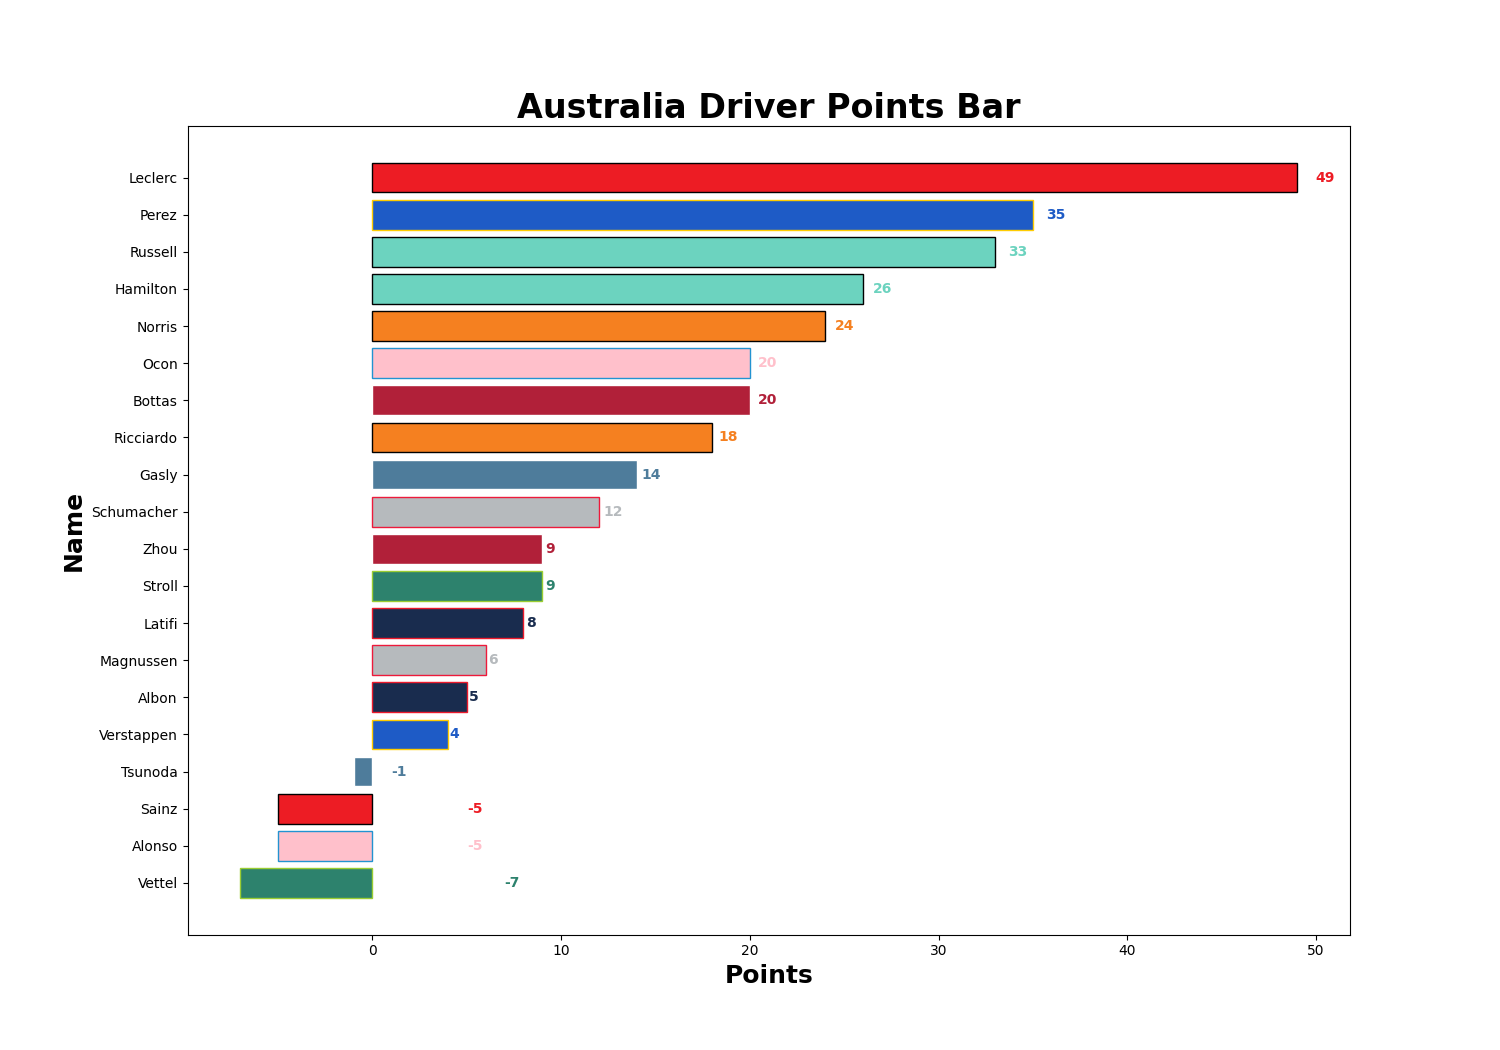 Australia Driver Points Bar
Leclerc 49
Perez 35
Russell 33
Hamilton 26
Norris 24
Ocon 20
Bottas 20
Ricciardo 18
Gasly 14
Schumacher 12
Zhou 9
Stroll 9
Latifi 8
Magnussen 6
Albon 5
Verstappen 4
Tsunoda -1
Sainz -5
Alonso -5
Vettel -7
Name
0 10 20 30 40 50
Points